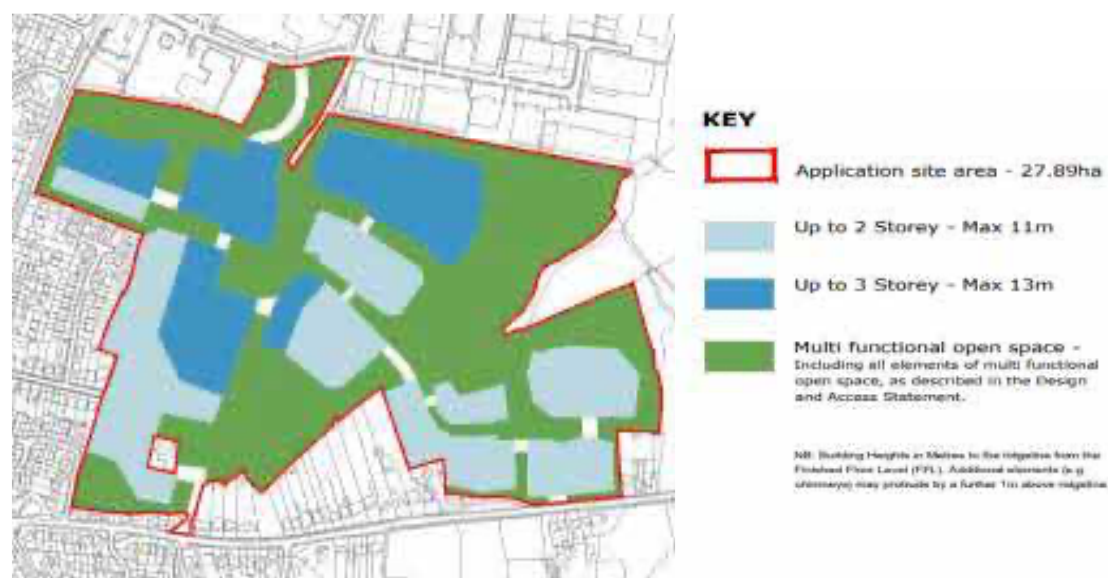 KEY
Application site area - 27.89ha
Up to 2 Storey - Max 11m
Up to 3 Storey - Max 13m
Multi functional open space -
Including all elements of multi functional
open space, as described in the Design
and Access Statement.
NB: Building Heights in Metres to the ridgeline from the
Finished Floor Level (FFL). Additional elements (e.g
chimneys) may protrude by a further 1m above ridgeline